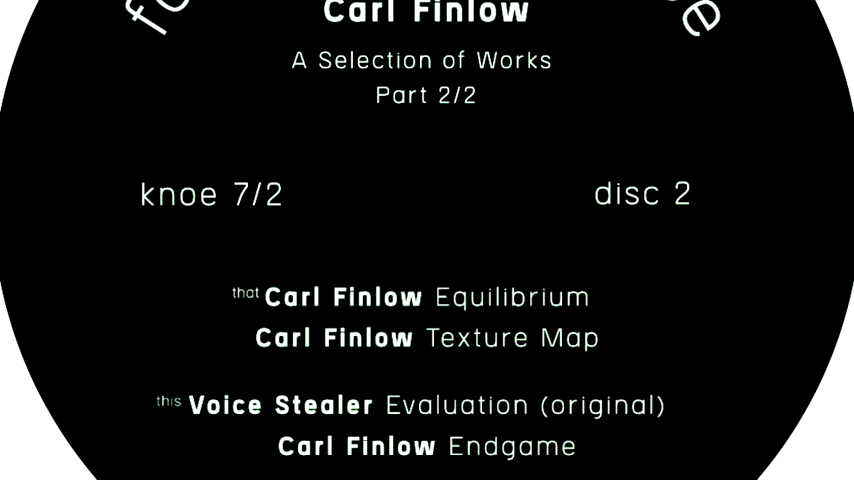 Carl Finlow
A Selection of Works
Part 2/2
knoe 7/2
disc 2
that Carl Finlow Equilibrium
Carl Finlow Texture Map
this Voice Stealer Evaluation (original)
Carl Finlow Endgame